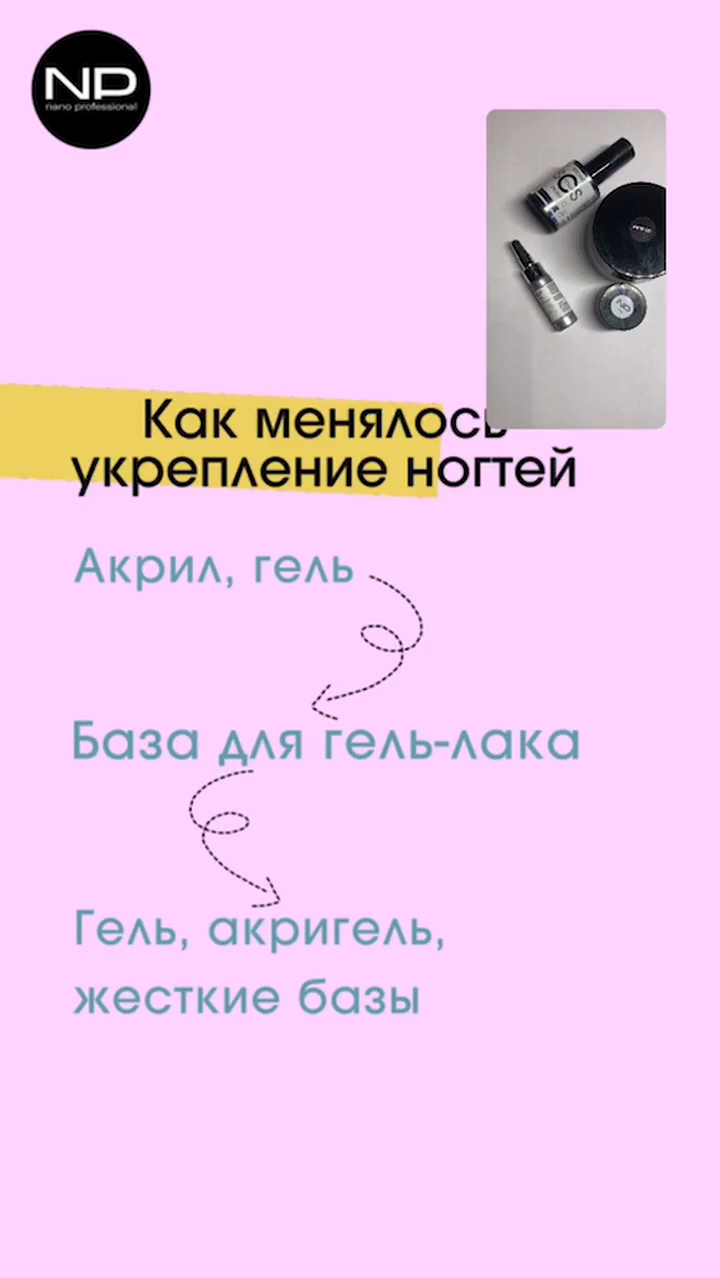 NP
nano professional
Как менялось
укрепление ногтей
Акрил, гель
База для гель-лака
Гель, акригель,
жесткие базы